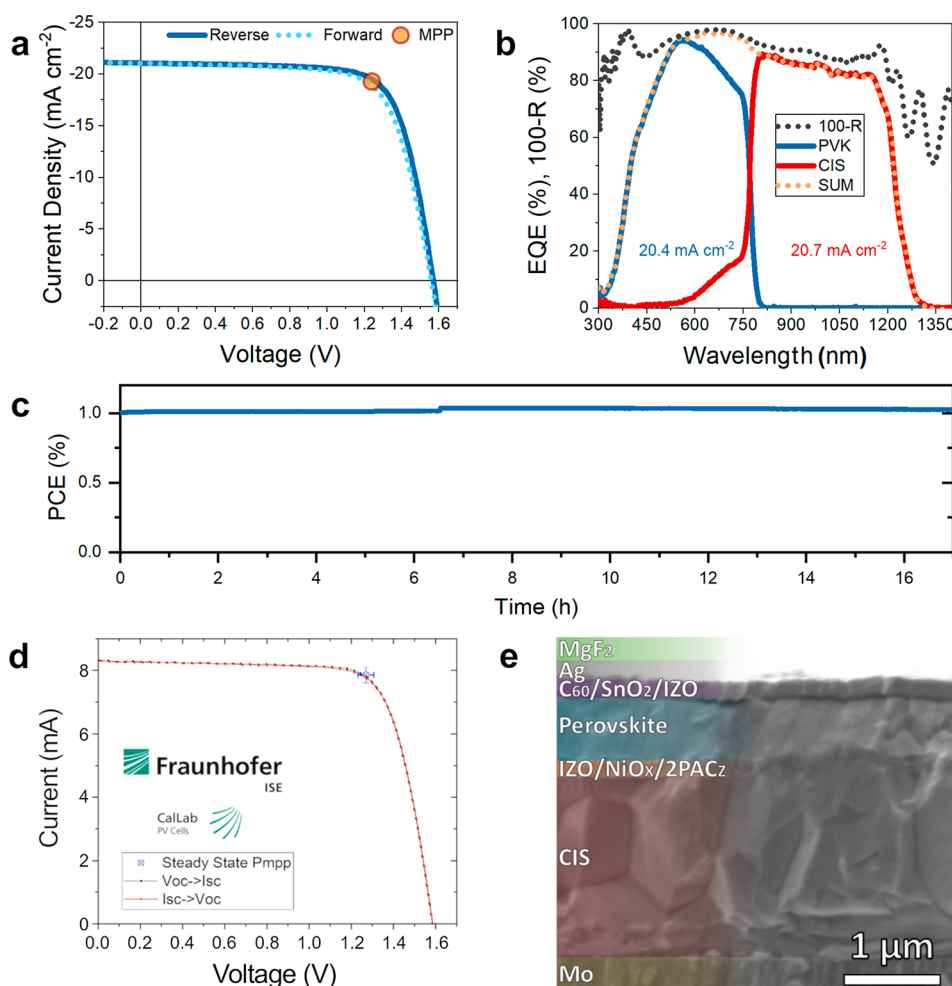 a
Reverse Forward MPP
Current Density (mA cm-2)
-25
-20
-15
-10
-5
0
-0.2 0.0 0.2 0.4 0.6 0.8 1.0 1.2 1.4 1.6
Voltage (V)
b
EQE (%), 100-R (%)
100
80
60
40
20
0
100-R
PVK
CIS
SUM
20.4 mA cm-2
20.7 mA cm-2
300 450 600 750 900 1050 1200 1350
Wavelength (nm)
c
PCE (%)
1.0
0.5
0.0
0 2 4 6 8 10 12 14 16
Time (h)
d
Current (mA)
8
6
4
2
0
Fraunhofer
ISE
CalLab
PV Cells
Steady State Pmpp
Voc->Isc
Isc->Voc
0.0 0.2 0.4 0.6 0.8 1.0 1.2 1.4 1.6
Voltage (V)
e
MgF2
Ag
C60/SnO2/IZO
Perovskite
IZO/NiOx/2PACz
CIS
Mo
1 μm